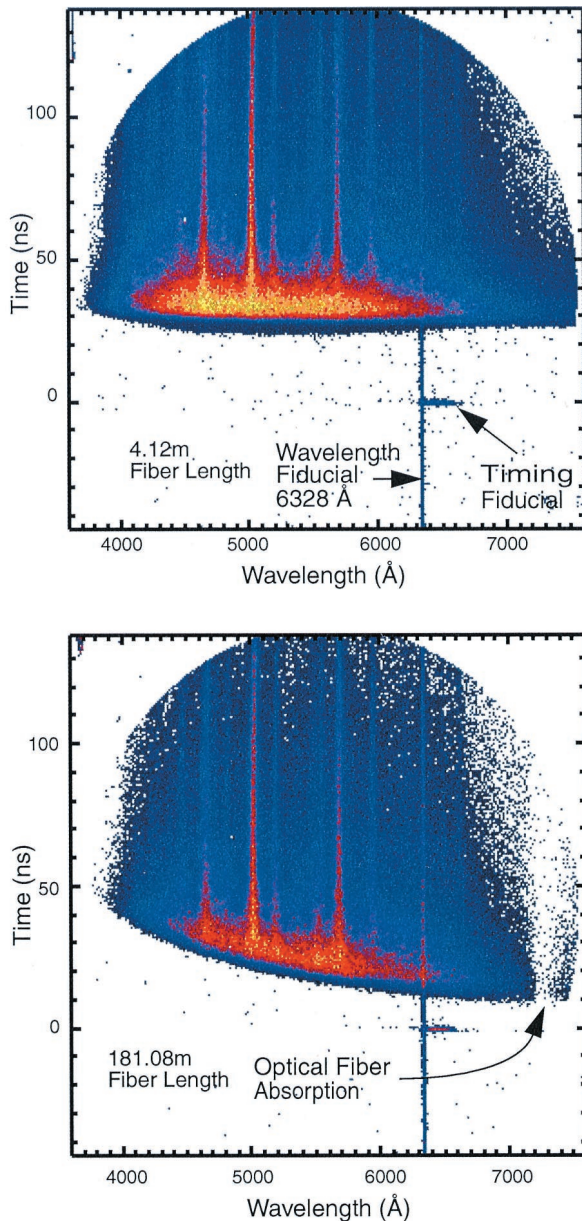 100
50
0
Time (ns)
4.12m
Fiber Length
Wavelength
Fiducial
6328 Å
Timing
Fiducial
4000 5000 6000 7000
Wavelength (Å)
100
50
0
Time (ns)
181.08m
Fiber Length
Optical Fiber
Absorption
4000 5000 6000 7000
Wavelength (Å)